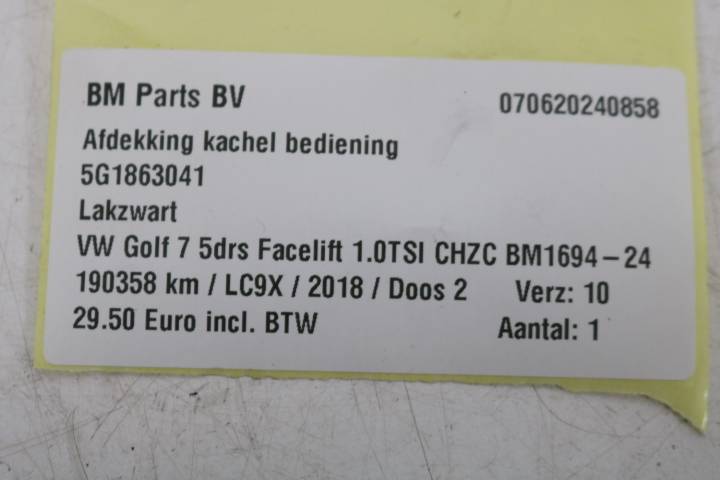 BM Parts BV 070620240858
Afdekking kachel bediening
5G1863041
Lakzwart
VW Golf 7 5drs Facelift 1.0TSI CHZC BM1694-24
190358 km / LC9X / 2018 / Doos 2 Verz: 10
29.50 Euro incl. BTW Aantal: 1